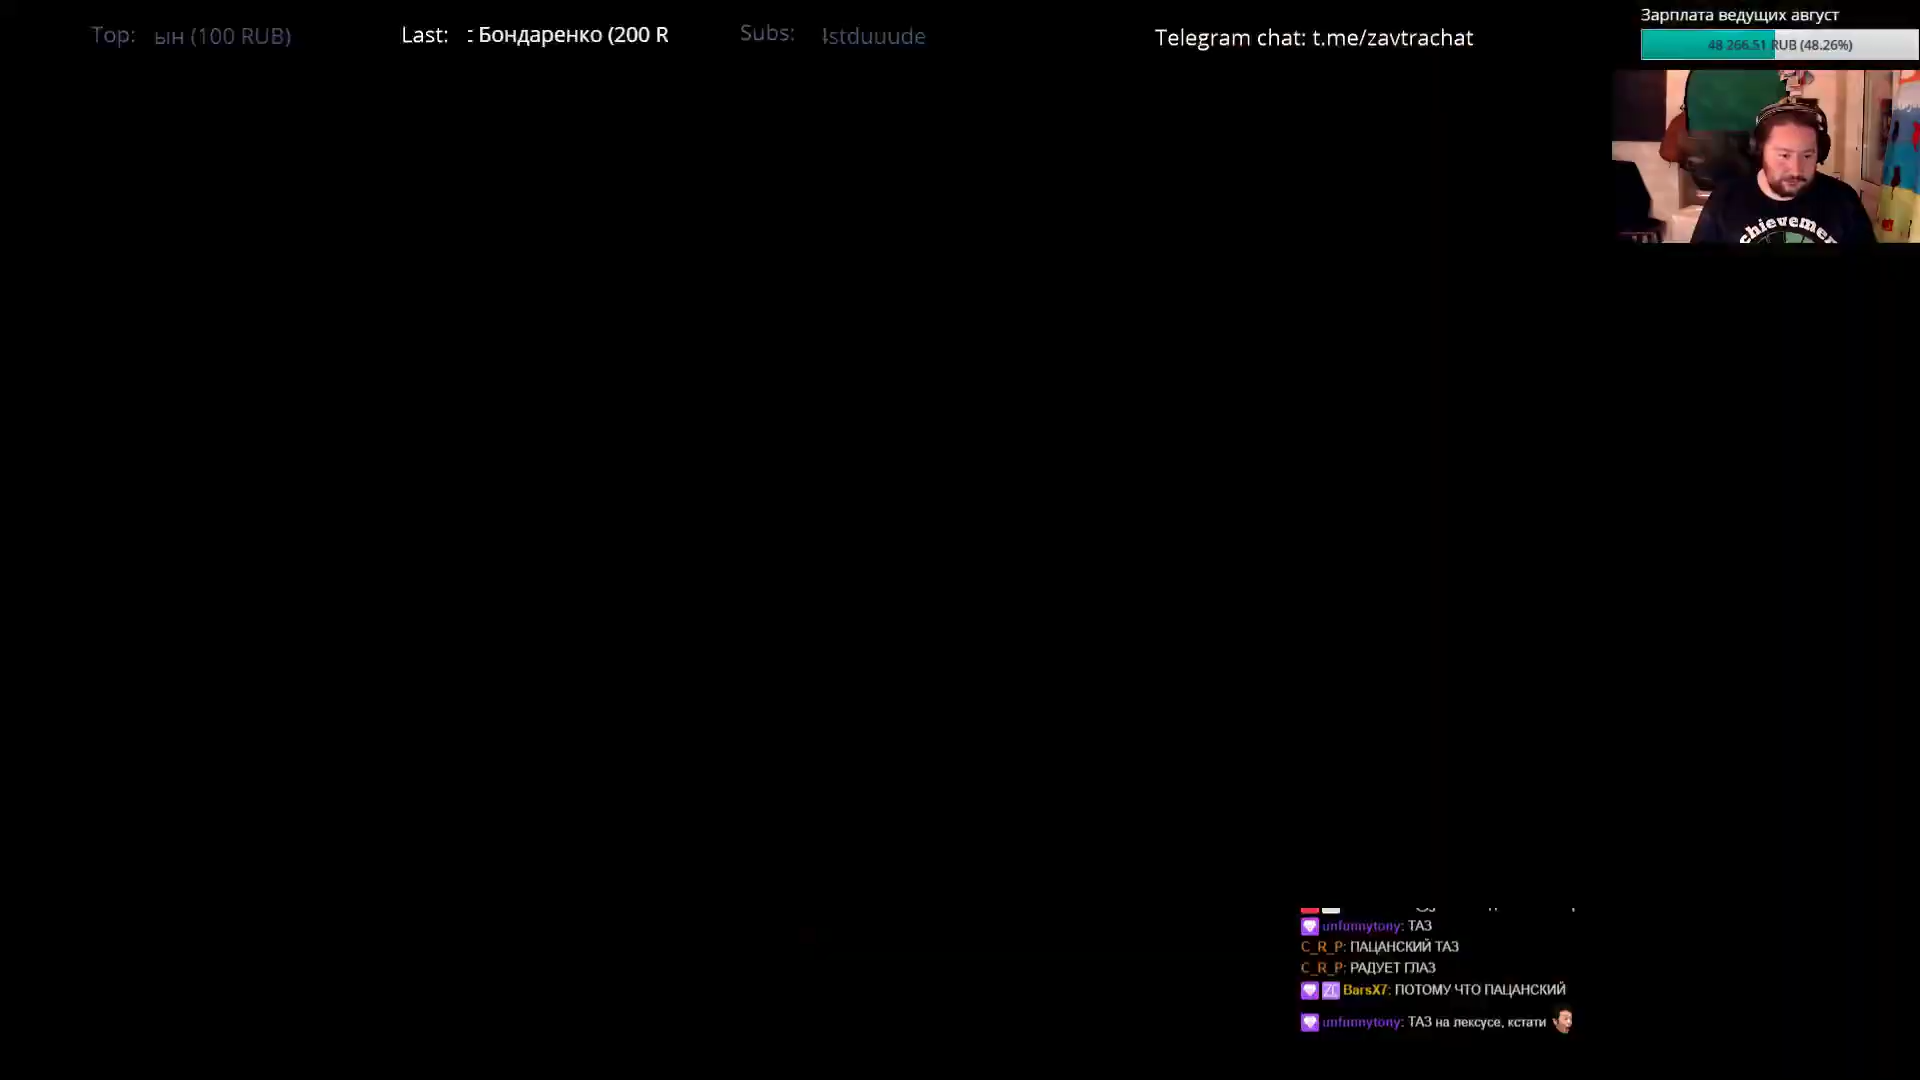 Зарплата ведущих август
Top: ын (100 RUB)
Last: Бондаренко (200 R
Subs: stduuude
Telegram chat: t.me/zavtrachat
48 266.51 RUB (48.26%)
chievemer
unfunnytony: ТАЗ
C_R_P: ПАЦАНСКИЙ ТАЗ
C_R_P: РАДУЕТ ГЛАЗ
BarsX7: ПОТОМУ ЧТО ПАЦАНСКИЙ
unfunnytony: ТАЗ на лексусе, кстати